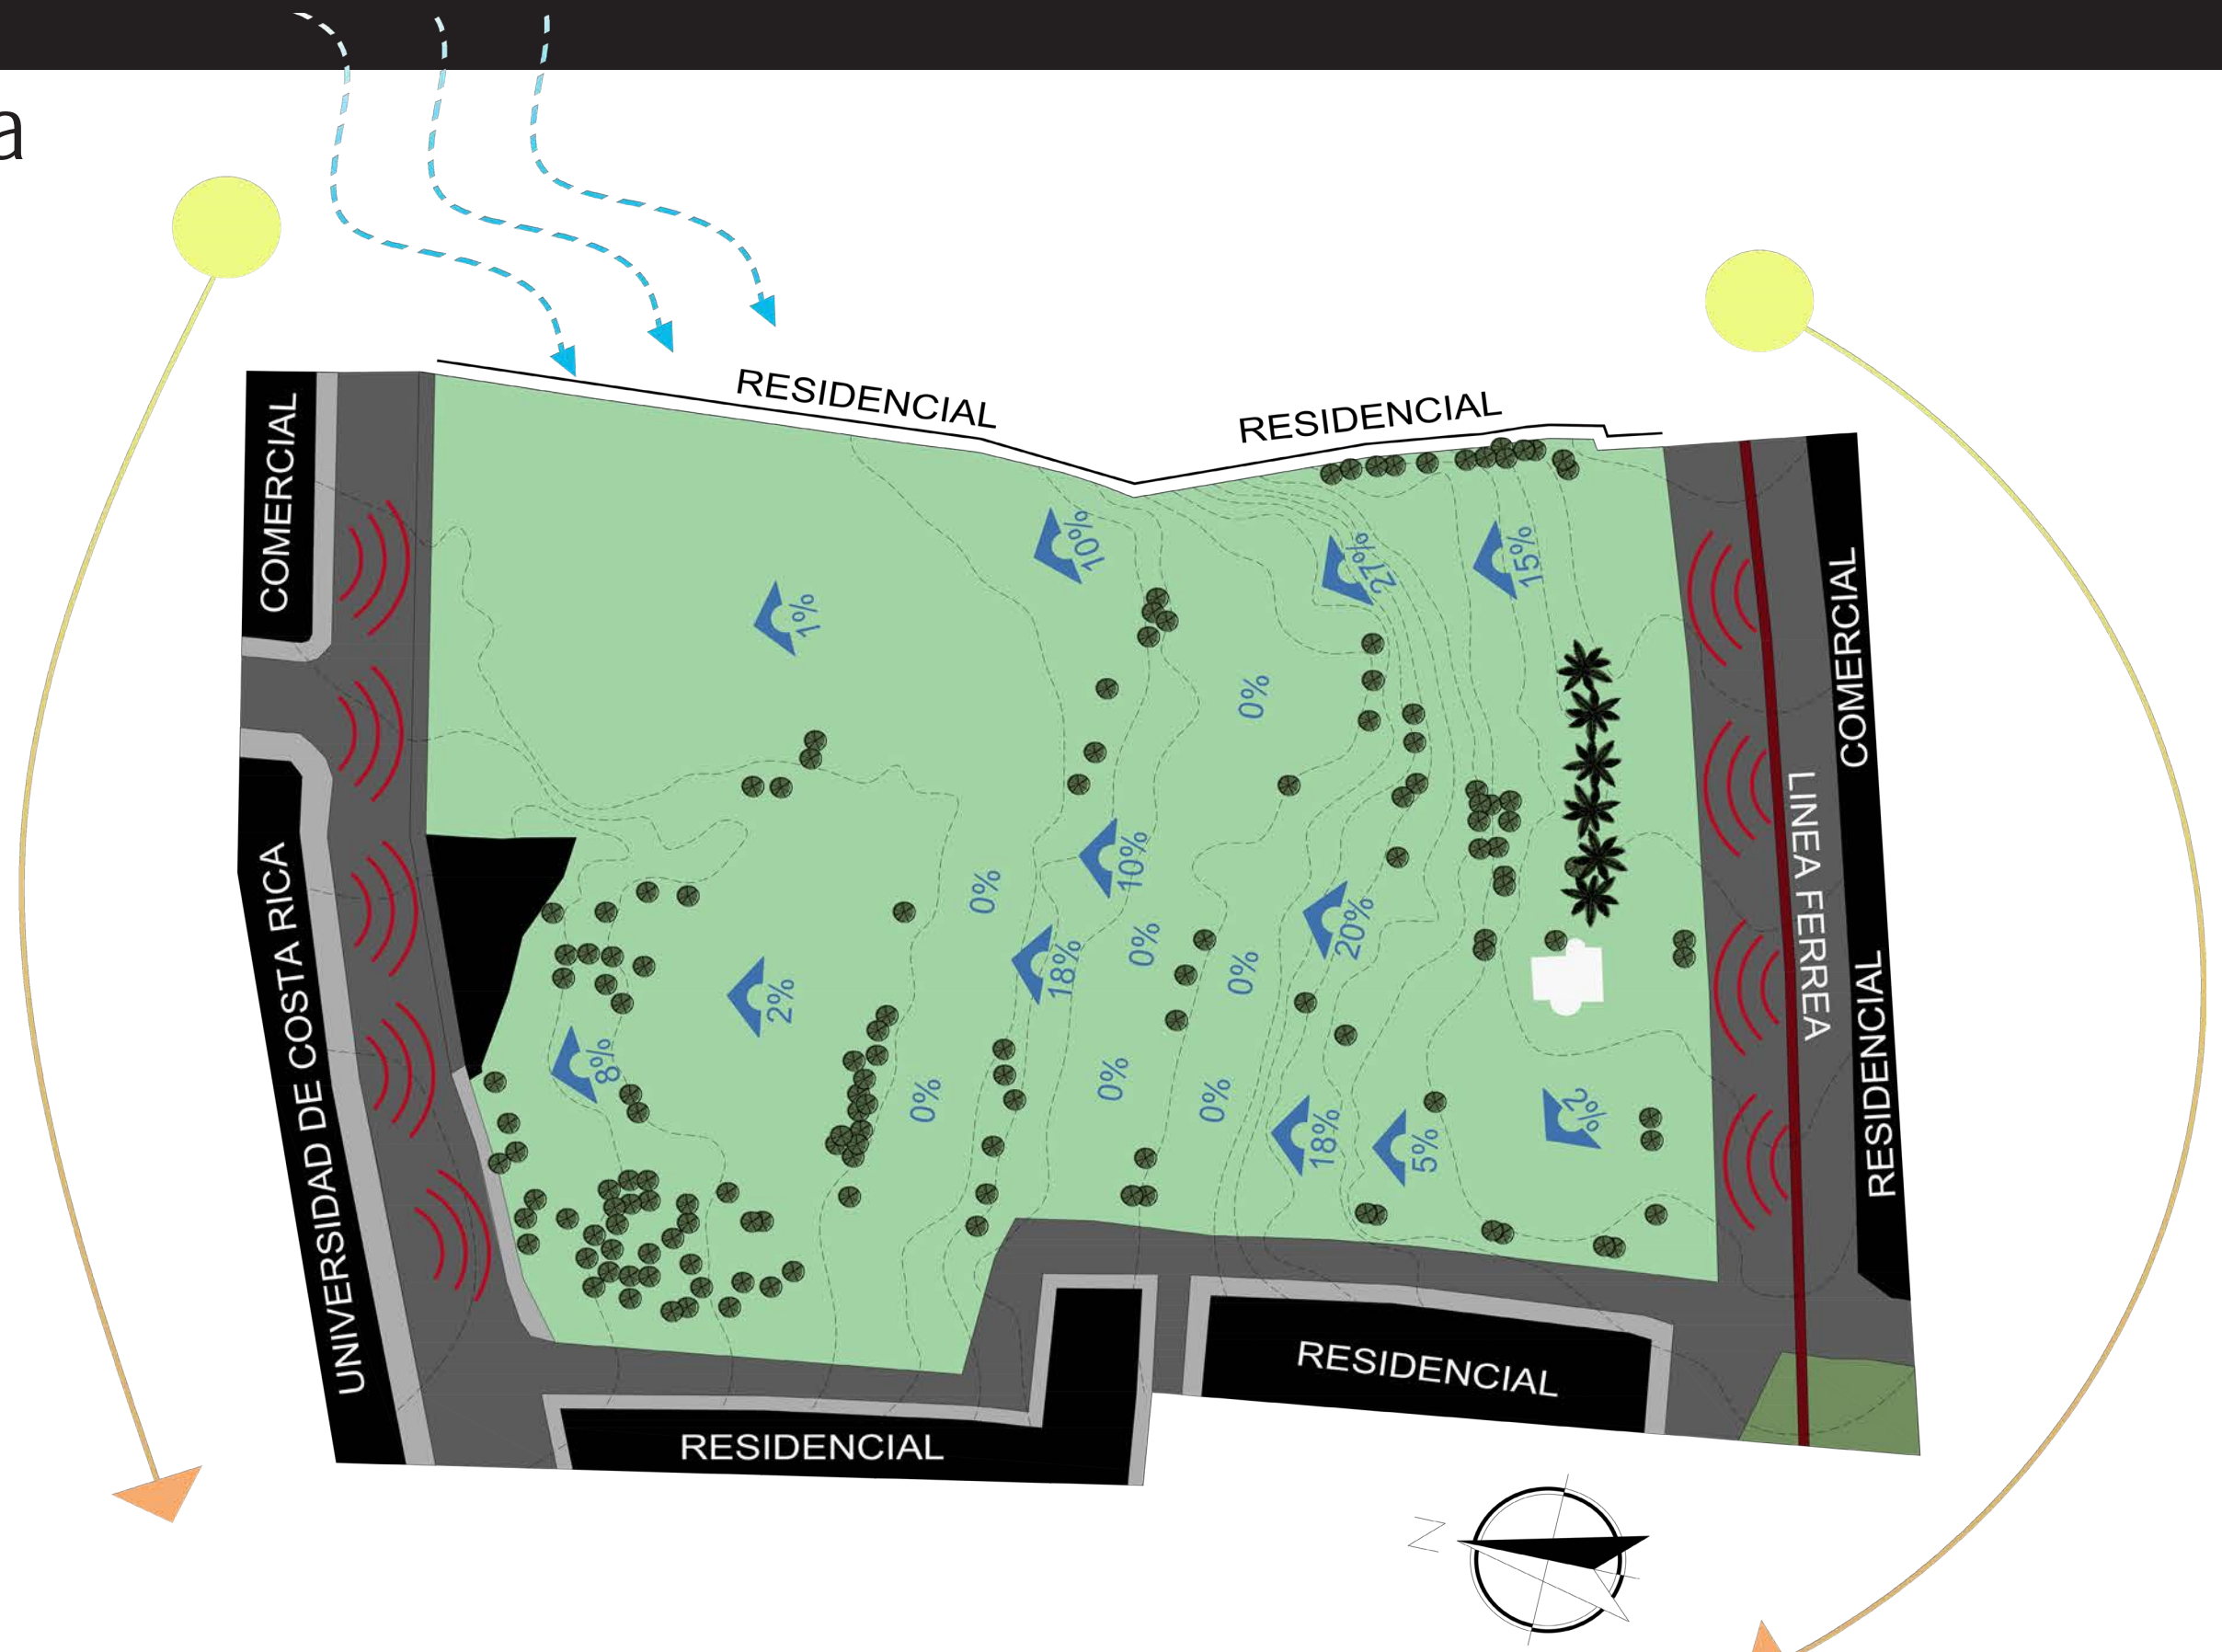 a
RESIDENCIAL
RESIDENCIAL
COMERCIAL
COMERCIAL
10%
27%
15%
1%
0%
LINEA FERREA
UNIVERSIDAD DE COSTA RICA
10%
0%
18%
0%
0%
20%
2%
RESIDENCIAL
8%
0%
0%
0%
18%
5%
2%
RESIDENCIAL
RESIDENCIAL
N